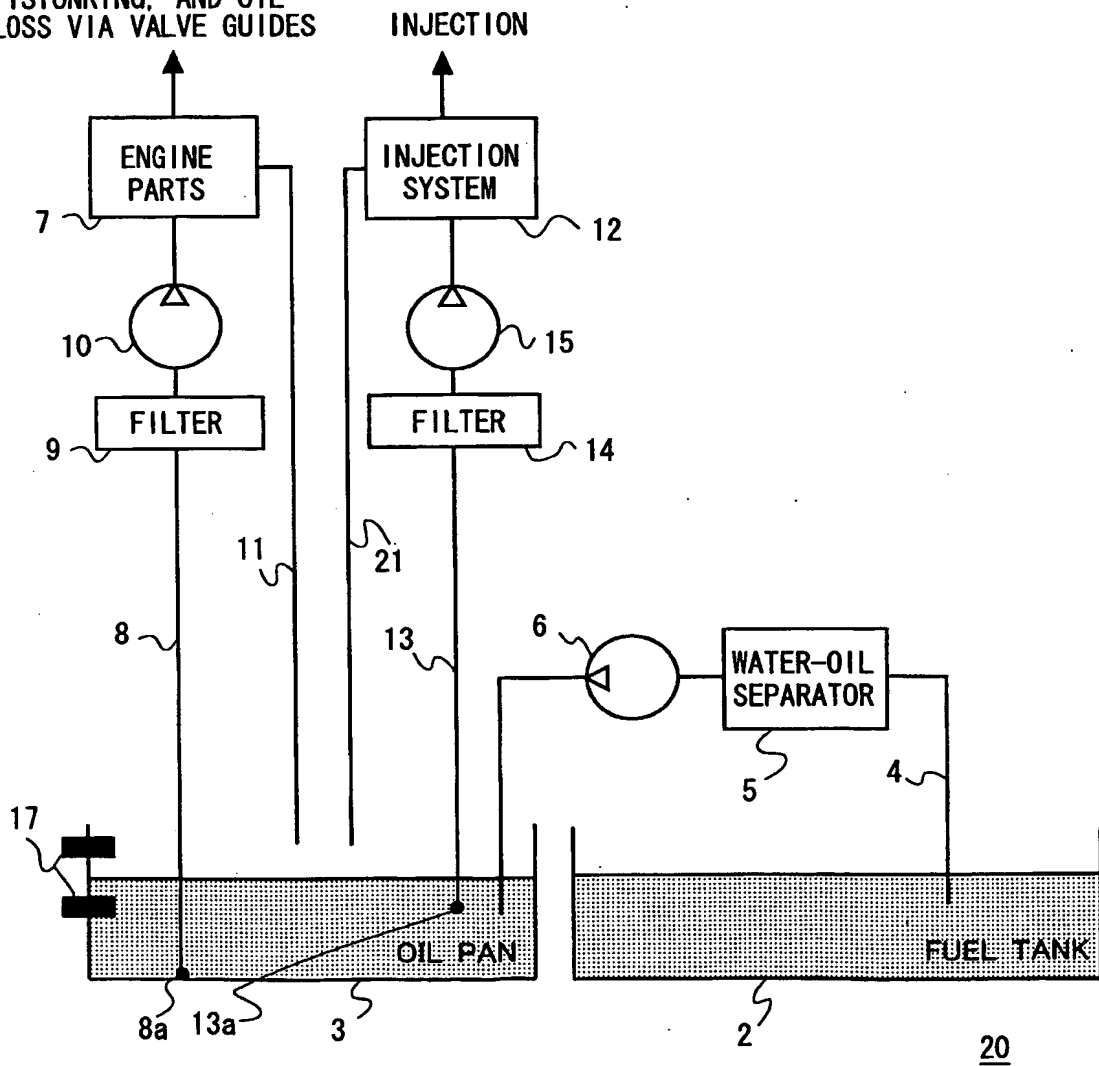 LOSS VIA VALVE GUIDES
INJECTION
ENGINE
PARTS
INJECTION
SYSTEM
7
12
10
15
FILTER
FILTER
9
14
11
21
8
13
6
WATER-OIL
SEPARATOR
5
4
17
OIL PAN
FUEL TANK
8a
13a
3
2
20